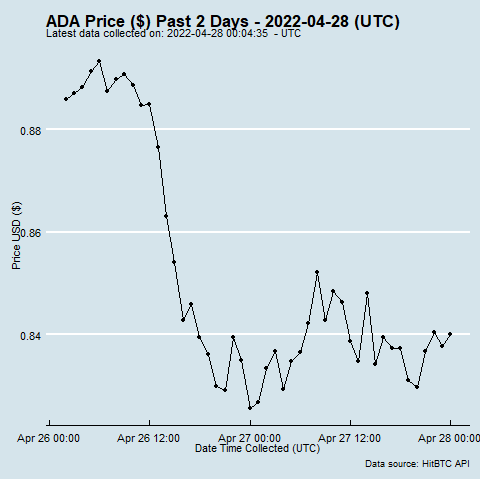 ADA Price ($) Past 2 Days - 2022-04-28 (UTC)
Latest data collected on: 2022-04-28 00:04:35  - UTC
0.88
0.86
0.84
Price USD ($)
Apr 26 00:00
Apr 26 12:00
Apr 27 00:00
Apr 27 12:00
Apr 28 00:00
Date Time Collected (UTC)
Data source: HitBTC API